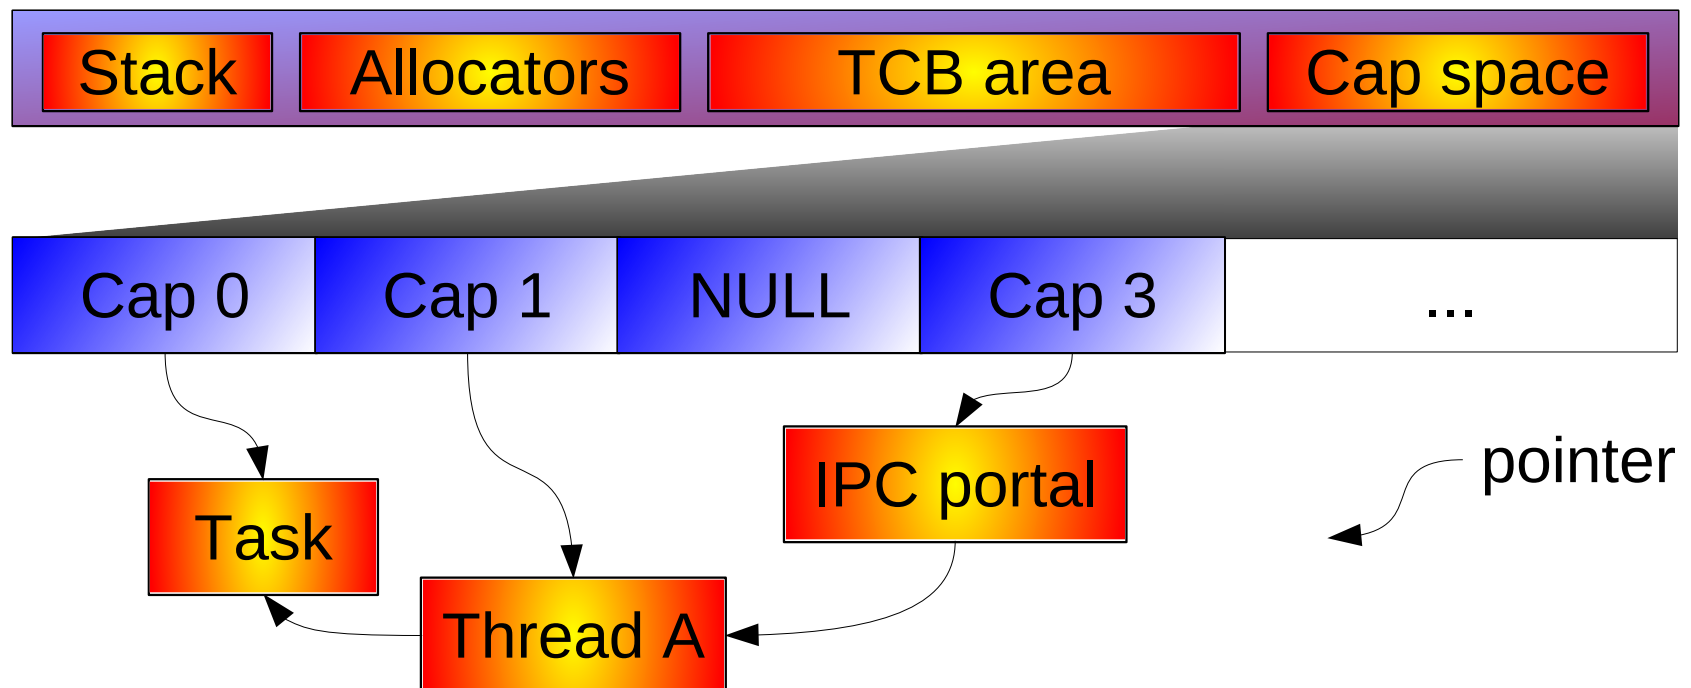 Stack Allocators TCB area Cap space
Cap 0 Cap 1 NULL Cap 3 ...
pointer
IPC portal
Task
Thread A